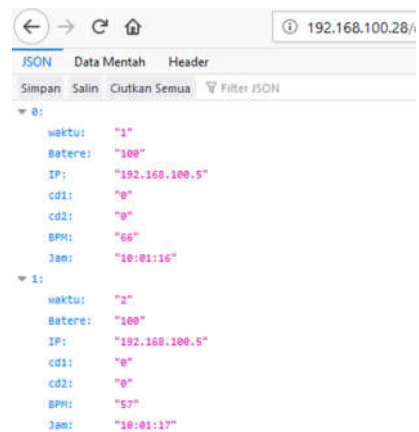 192.168.100.28/
JSON Data Mentah Header
Simpan Salin Ciutkan Semua Filter JSON
0:
waktu: "1"
Batere: "100"
IP: "192.168.100.5"
cd1: "0"
cd2: "0"
BPM: "66"
Jam: "10:01:16"
1:
waktu: "2"
Batere: "100"
IP: "192.168.100.5"
cd1: "0"
cd2: "0"
BPM: "57"
Jam: "10:01:17"